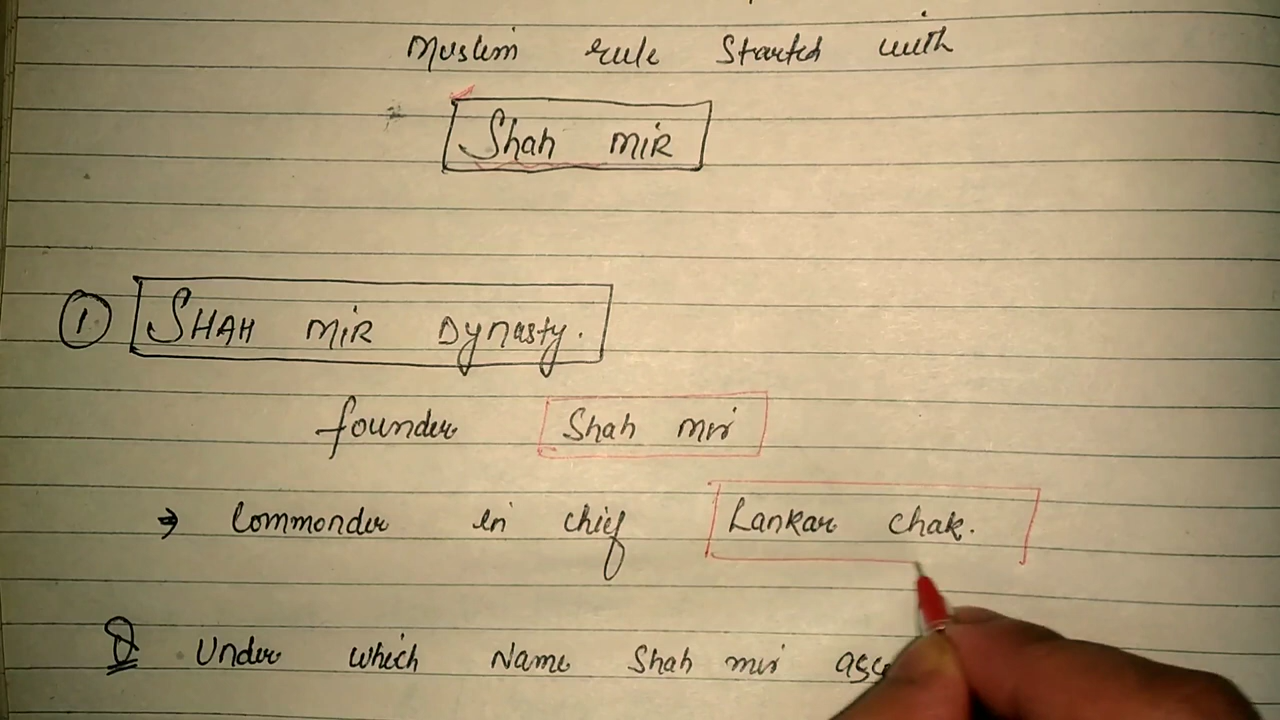 Muslim rule Started with
Shah MIR
① SHAH MIR Dynasty.
founder Shah mir
→ Commonder in chief Lankar chak.
Q Under which Name Shah mir